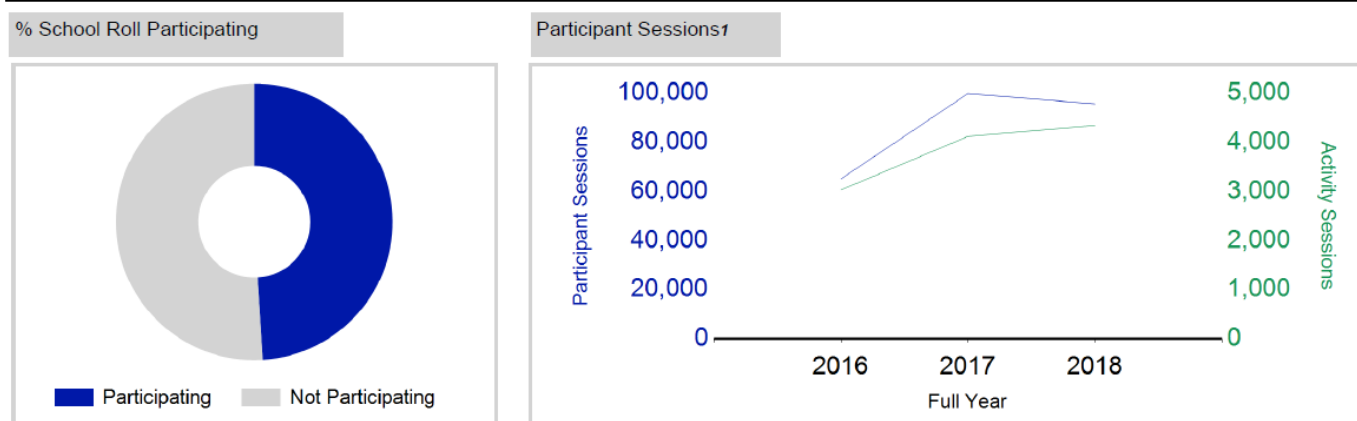 % School Roll Participating
Participating
Not Participating
Participant Sessions1
Participant Sessions
100,000
80,000
60,000
40,000
20,000
0
5,000
4,000
3,000
2,000
1,000
0
Activity Sessions
2016 2017 2018
Full Year